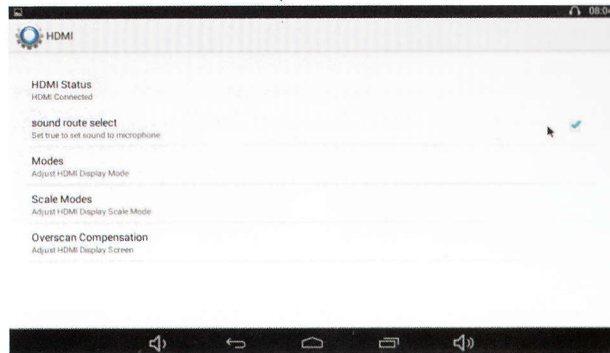 08:04
HDMI
HDMI Status
HDMI Connected
sound route select
Set true to set sound to microphone
Modes
Adjust HDMI Display Mode
Scale Modes
Adjust HDMI Display Scale Mode
Overscan Compensation
Adjust HDMI Display Screen